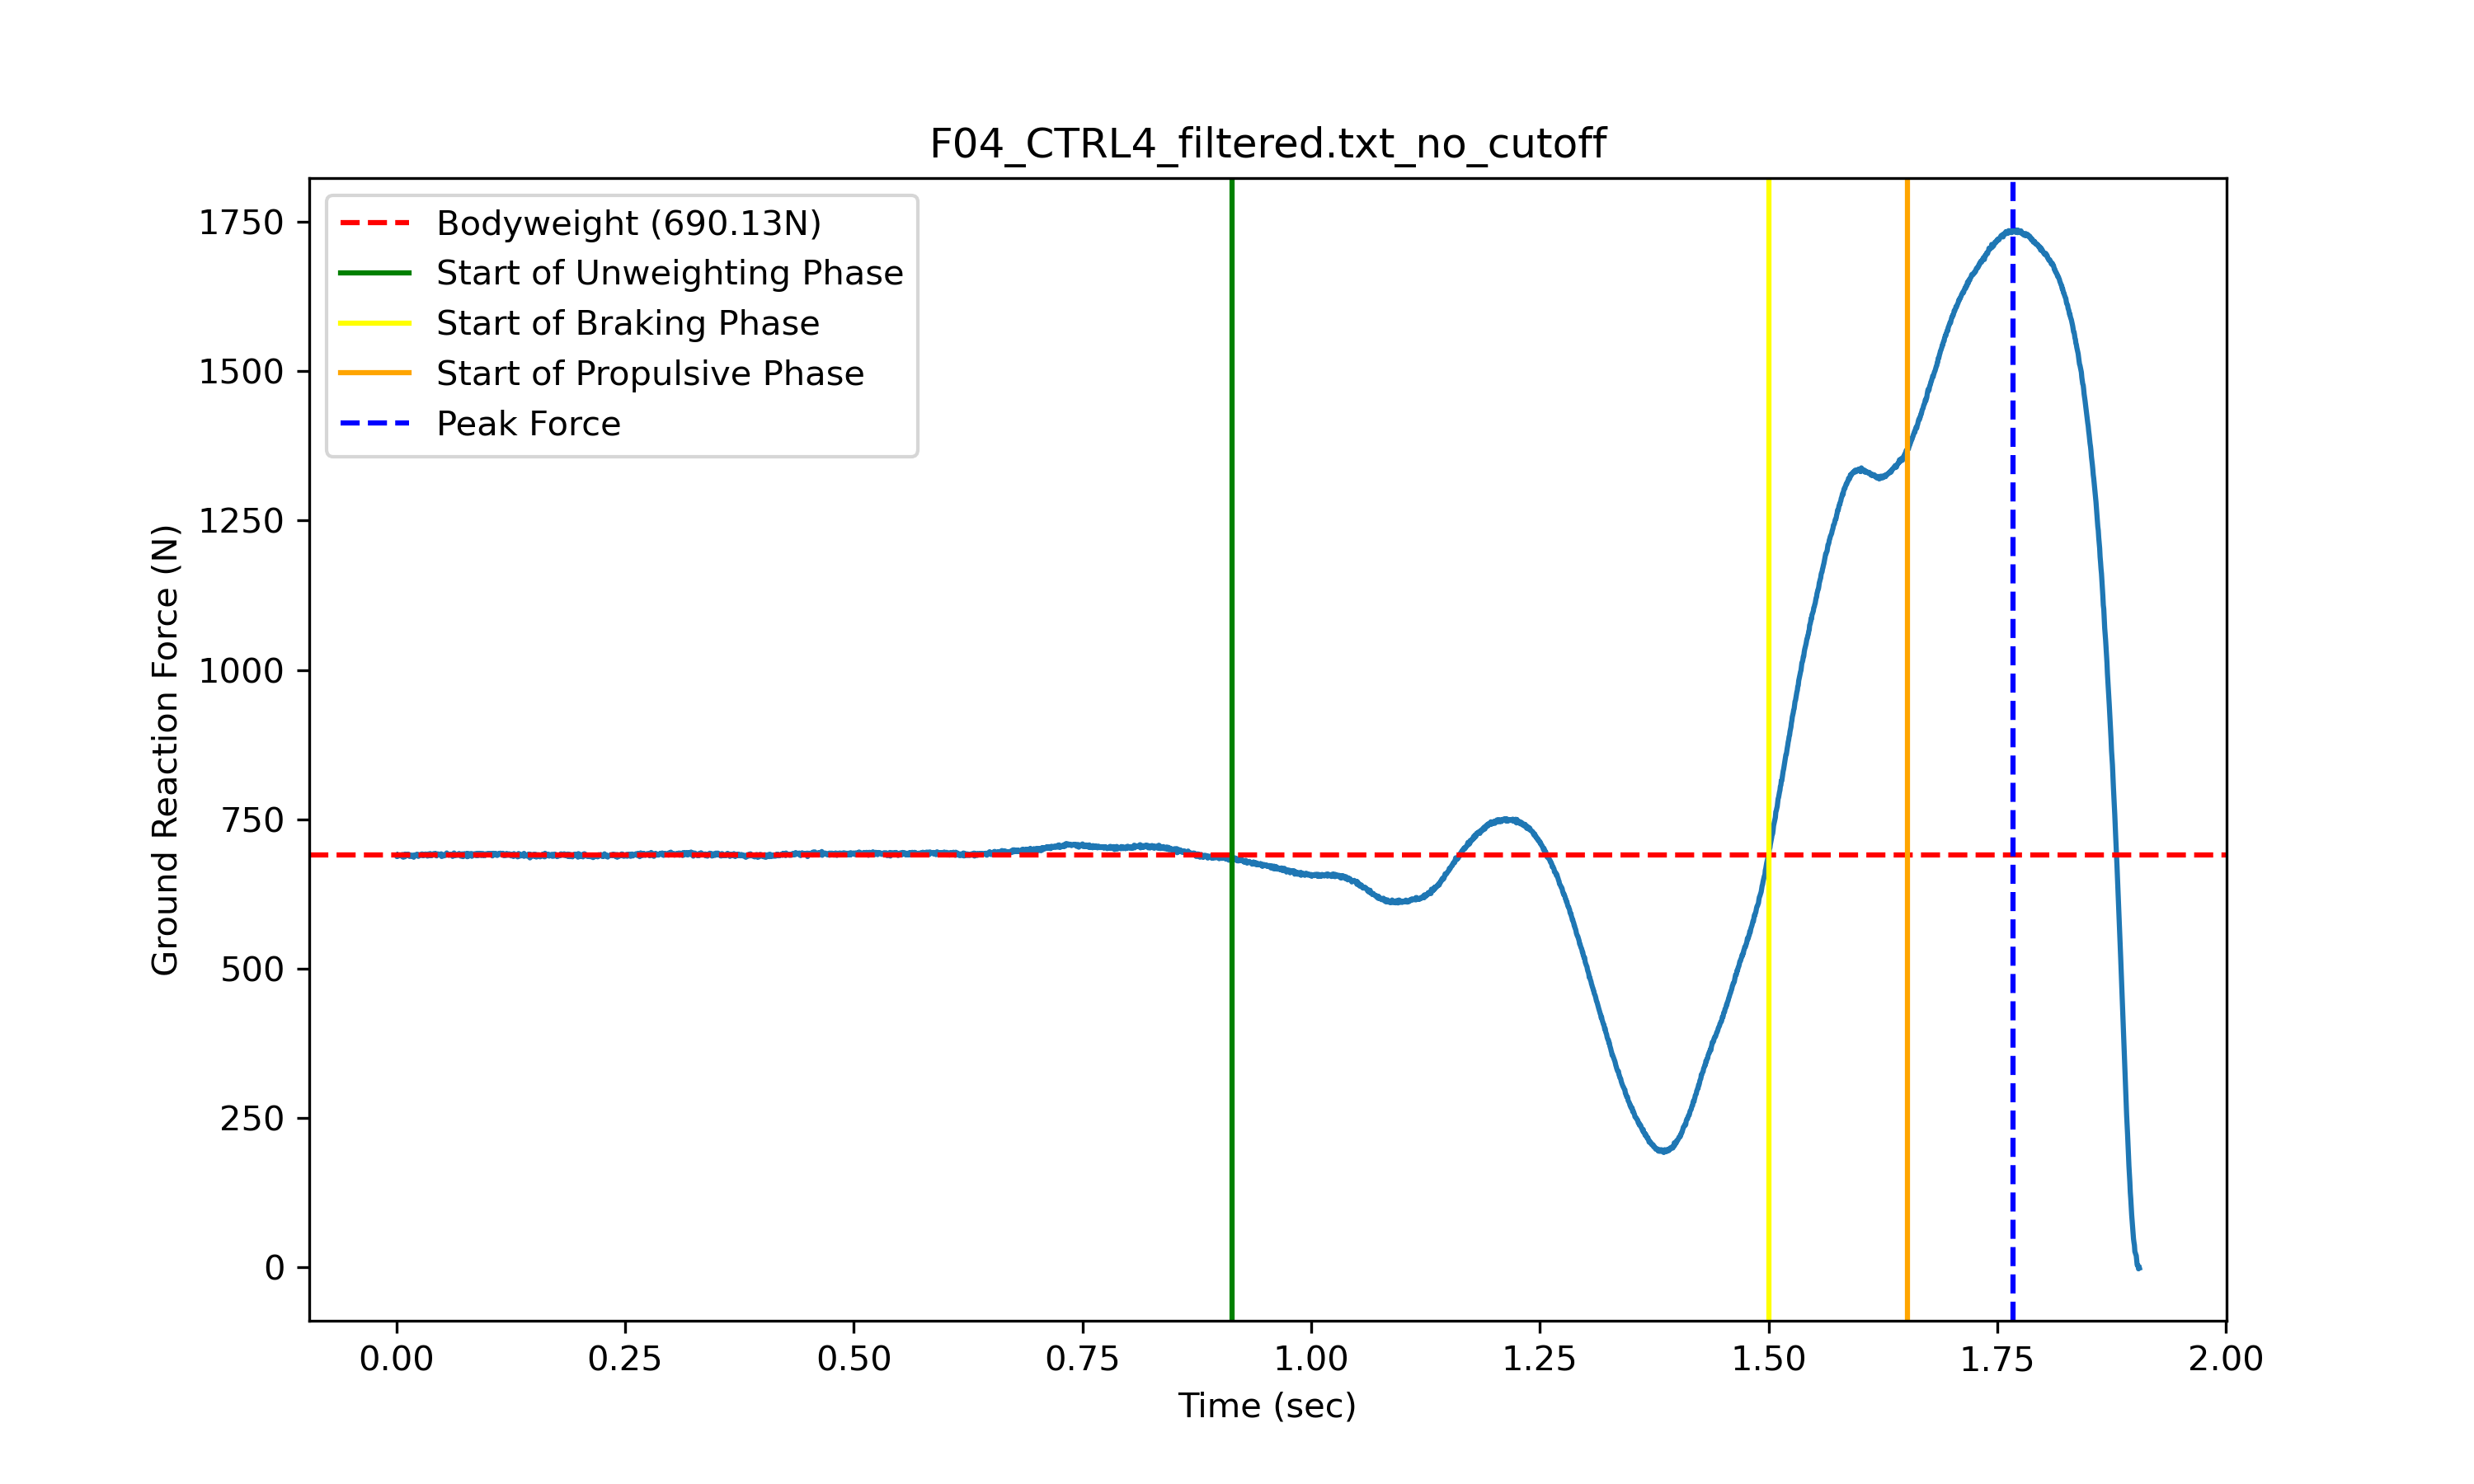 F04_CTRL4_filtered.txt_no_cutoff
Bodyweight (690.13N)
Start of Unweighting Phase
Start of Braking Phase
Start of Propulsive Phase
Peak Force
Ground Reaction Force (N)
1750
1500
1250
1000
750
500
250
0
0.00 0.25 0.50 0.75 1.00 1.25 1.50 1.75 2.00
Time (sec)